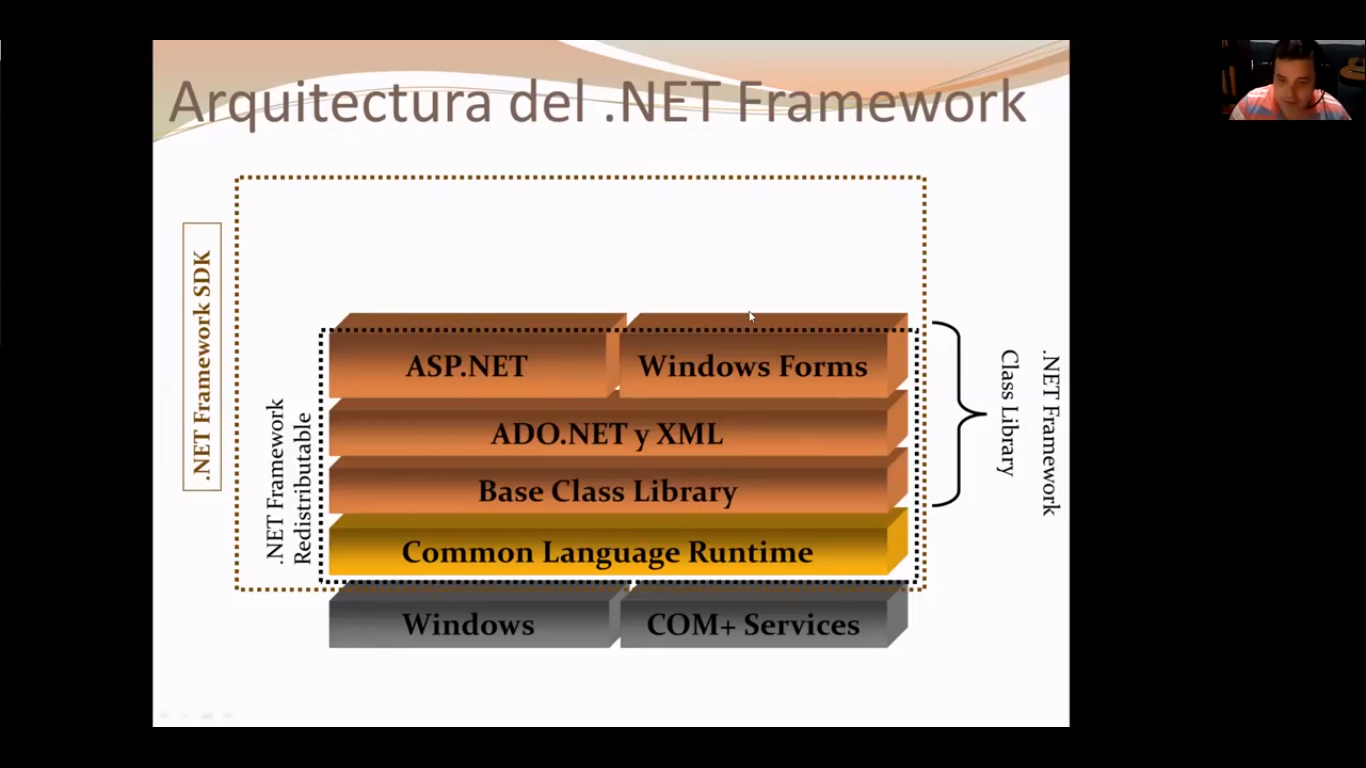 Arquitectura del .NET Framework
.NET Framework SDK
.NET Framework
Redistributable
ASP.NET
Windows Forms
ADO.NET y XML
Base Class Library
Common Language Runtime
Windows
COM+ Services
.NET Framework
Class Library